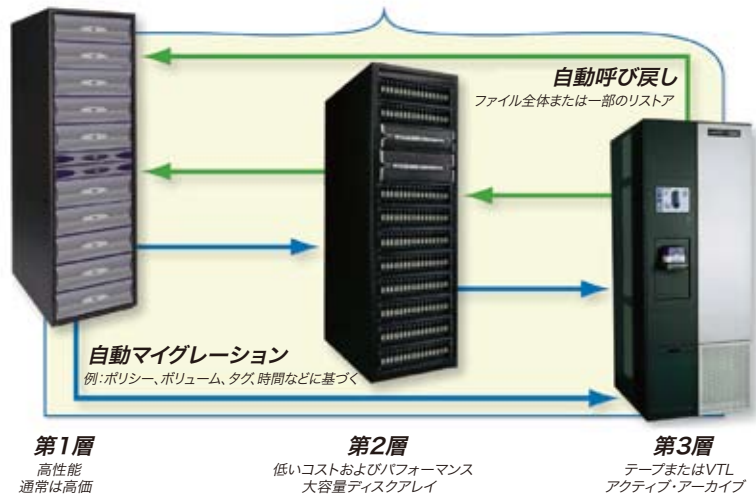 自動呼び戻し
ファイル全体または一部のリストア
自動マイグレーション
例:ポリシー、ボリューム、タグ、時間などに基づく
第1層
高性能
通常は高価
第2層
低いコストおよびパフォーマンス
大容量ディスクアレイ
第3層
テープまたはVTL
アクティブ・アーカイブ